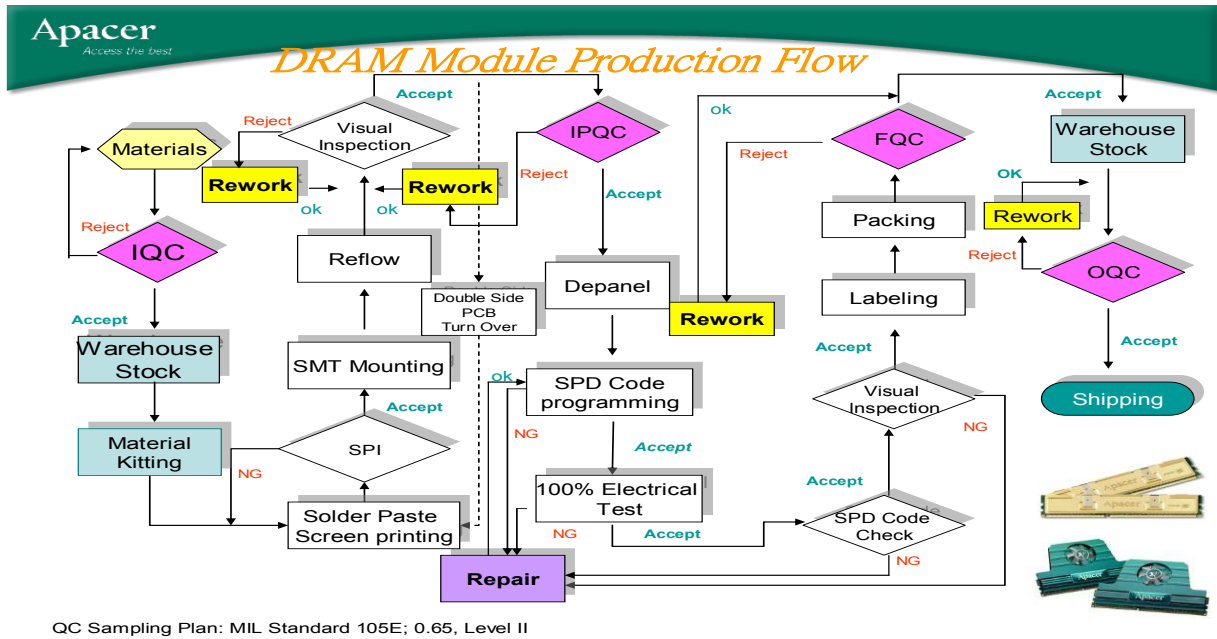 Apacer
Access the best
DRAM Module Production Flow
Materials
Reject
IQC
Accept
Warehouse
Stock
Material
Kitting
Solder Paste
Screen printing
NG
SPI
Accept
SMT Mounting
Reflow
Visual
Inspection
Reject
Rework
ok
Accept
ok
Rework
Reject
IPQC
Double Side
PCB
Turn Over
Accept
Depanel
SPD Code
programming
ok
NG
Accept
100% Electrical
Test
NG
Accept
Repair
SPD Code
Check
NG
Accept
Visual
Inspection
NG
Accept
Labeling
Packing
FQC
Reject
Rework
ok
Accept
Warehouse
Stock
OK
Rework
Reject
OQC
Accept
Shipping
Apacer
Apacer
Apacer
QC Sampling Plan: MIL Standard 105E; 0.65, Level II